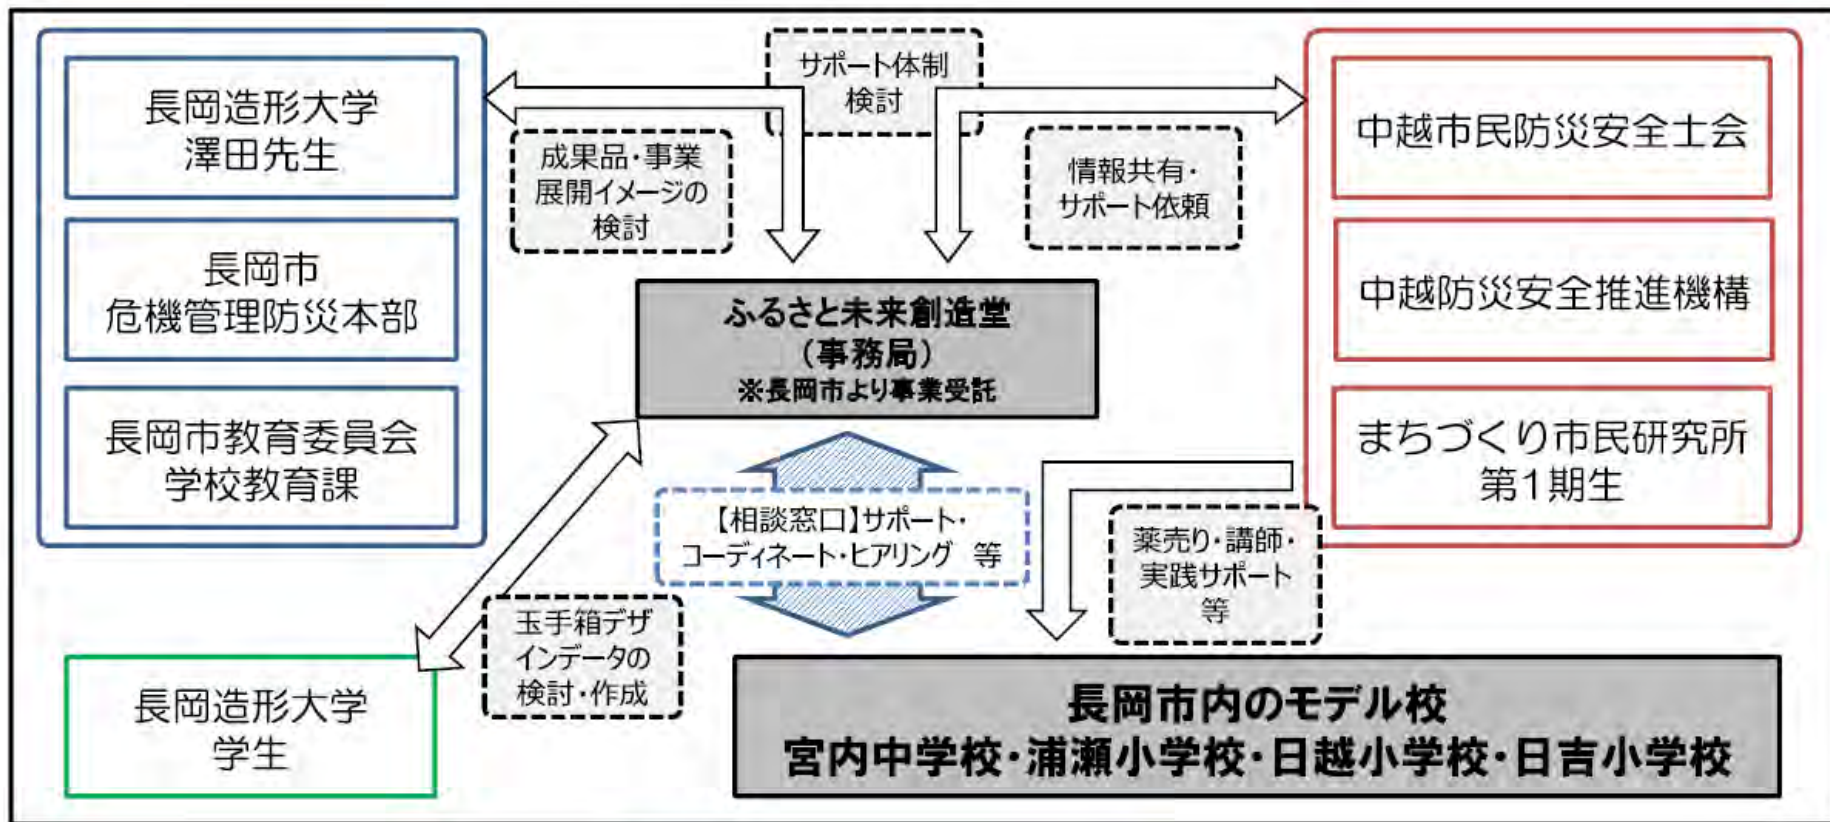 長岡造形大学
澤田先生
長岡市
危機管理防災本部
長岡市教育委員会
学校教育課
サポート体制
検討
成果品・事業
展開イメージの
検討
情報共有・
サポート依頼
中越市民防災安全士会
中越防災安全推進機構
まちづくり市民研究所
第1期生
ふるさと未来創造堂
（事務局）
※長岡市より事業受託
【相談窓口】サポート・
コーディネート・ヒアリング 等
薬売り・講師・
実践サポート
等
玉手箱デザ
インデータの
検討・作成
長岡造形大学
学生
長岡市内のモデル校
宮内中学校・浦瀬小学校・日越小学校・日吉小学校